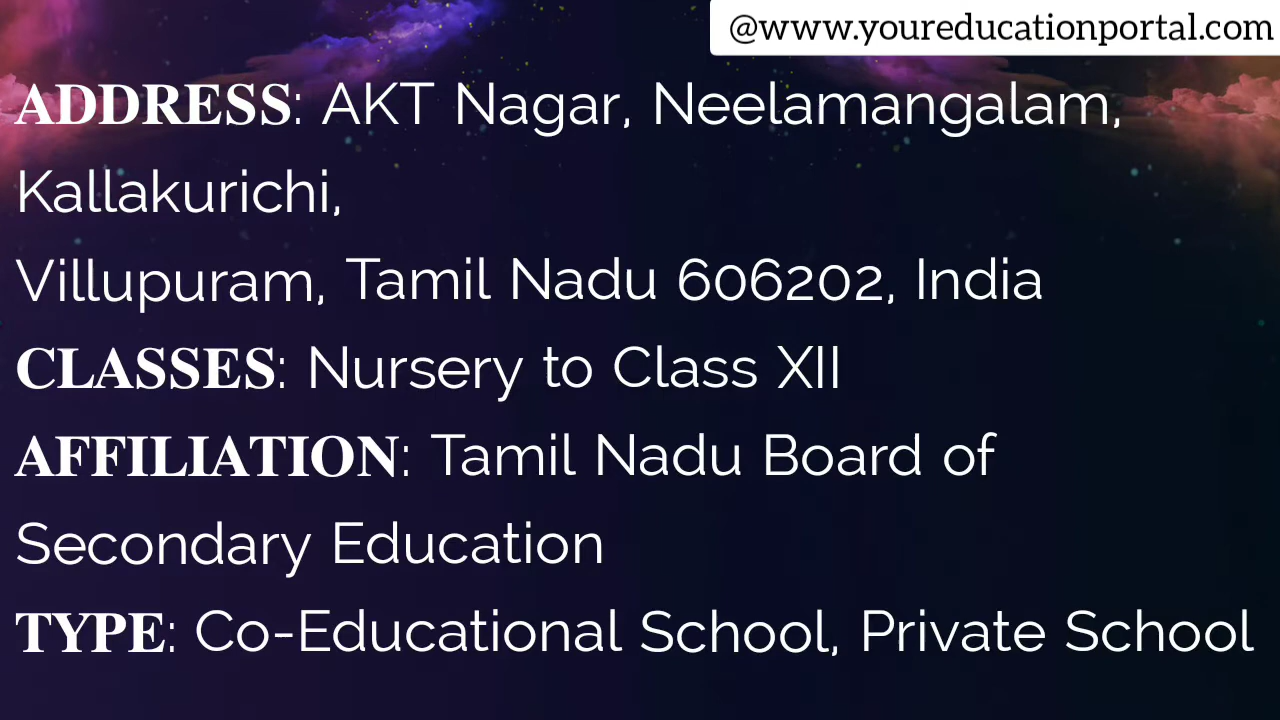 @www.youreducationportal.com
ADDRESS: AKT Nagar, Neelamangalam,
Kallakurichi,
Villupuram, Tamil Nadu 606202, India
CLASSES: Nursery to Class XII
AFFILIATION: Tamil Nadu Board of
Secondary Education
TYPE: Co-Educational School, Private School